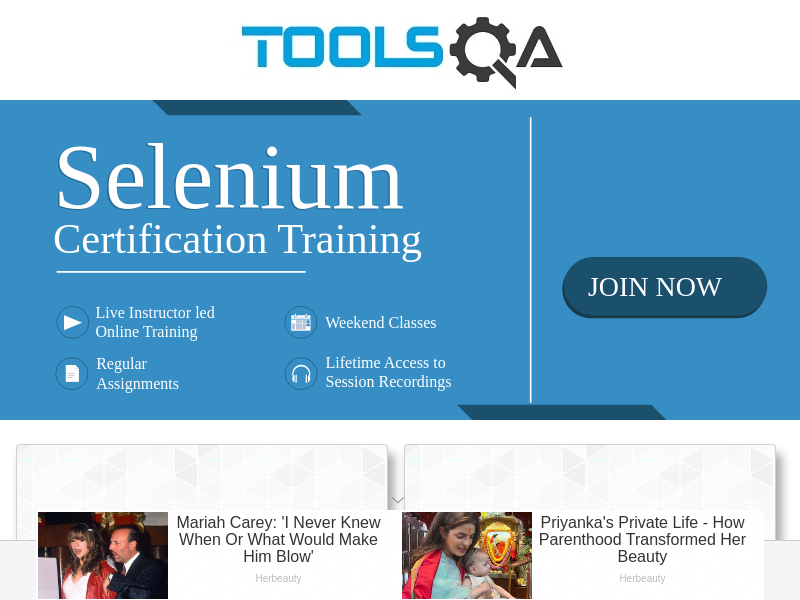 TOOLSQA
Selenium
Certification Training
JOIN NOW
Live Instructor led
Online Training
Weekend Classes
Regular
Assignments
Lifetime Access to
Session Recordings
Mariah Carey: 'I Never Knew
When Or What Would Make
Him Blow'
Herbeauty
Priyanka's Private Life - How
Parenthood Transformed Her
Beauty
Herbeauty